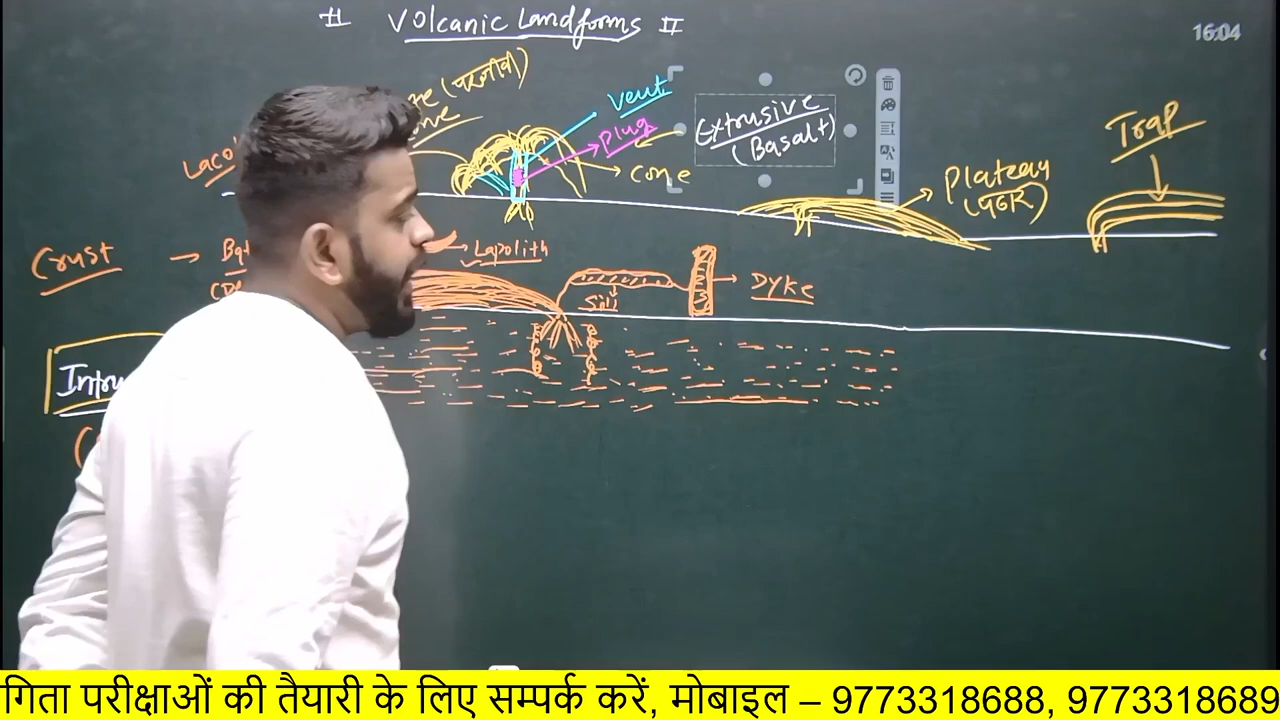 Volcanic Landforms
16:04
(परजीवी)
Vent
Plug
cone
Extrusive
(Basalt)
Trap
Plateau
(पठार)
Crust
Lapolith
Sill
Dyke
गिता परीक्षाओं की तैयारी के लिए सम्पर्क करें, मोबाइल – 9773318688, 9773318689